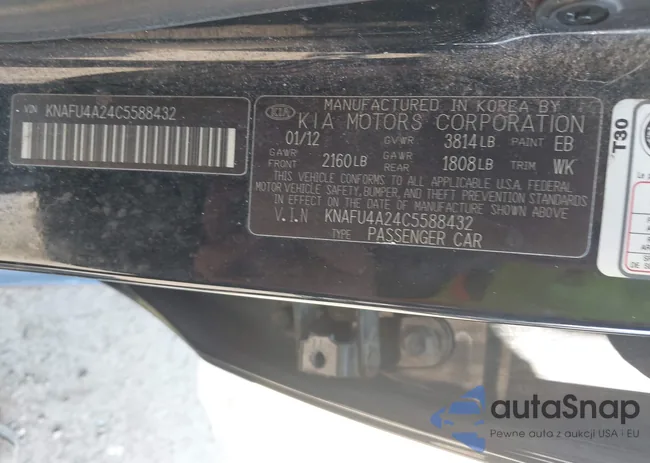 VIN KNAFU4A24C5588432
KIA
MANUFACTURED IN KOREA BY
KIA MOTORS CORPORATION
01/12 GVWR 3814LB PAINT EB
GAWR FRONT 2160LB GAWR REAR 1808LB TRIM WK
THIS VEHICLE CONFORMS TO ALL APPLICABLE U.S.A. FEDERAL
MOTOR VEHICLE SAFETY, BUMPER, AND THEFT PREVENTION STANDARDS
IN EFFECT ON THE DATE OF MANUFACTURE SHOWN ABOVE
V.I.N KNAFU4A24C5588432
TYPE PASSENGER CAR
T30
autaSnap
Pewne auta z aukcji USA i EU